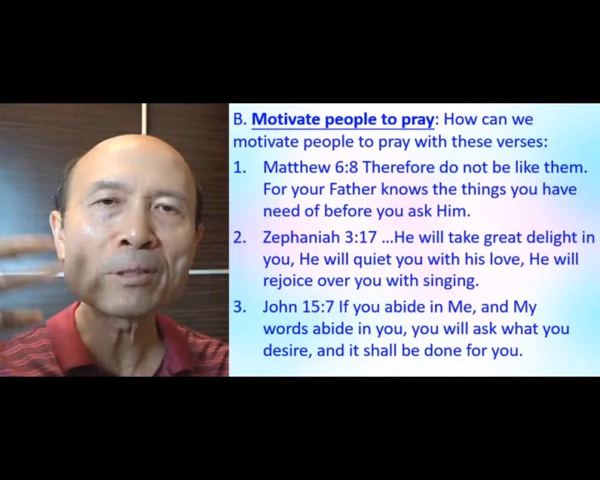 B. Motivate people to pray: How can we
motivate people to pray with these verses:
1. Matthew 6:8 Therefore do not be like them.
For your Father knows the things you have
need of before you ask Him.
2. Zephaniah 3:17 ...He will take great delight in
you, He will quiet you with his love, He will
rejoice over you with singing.
3. John 15:7 If you abide in Me, and My
words abide in you, you will ask what you
desire, and it shall be done for you.